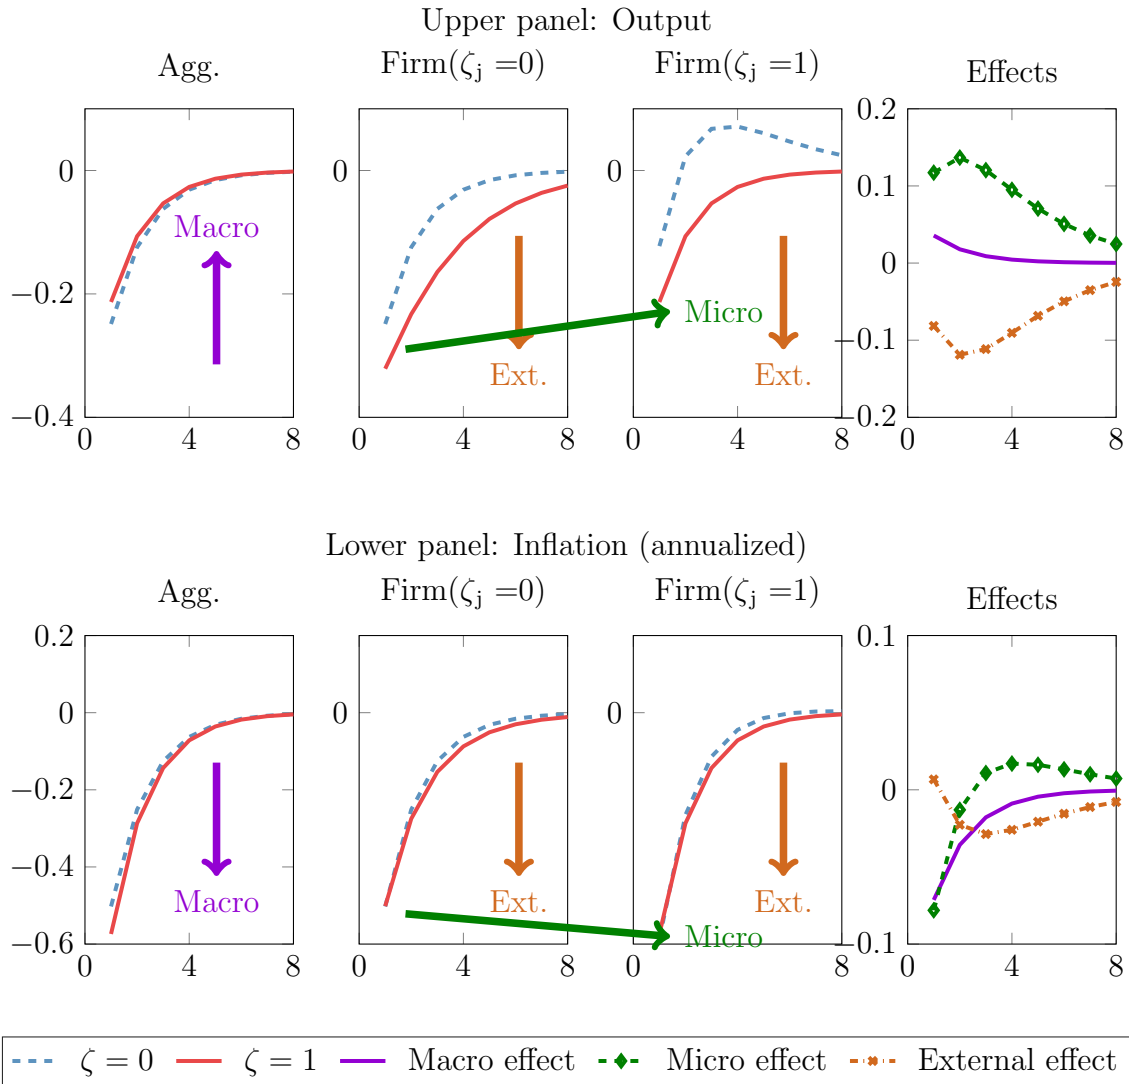 Upper panel: Output
Agg.
Firm(ζj =0)
Firm(ζj =1)
Effects
0
−0.2
−0.4
0 4 8
Macro
0
0 4 8
Ext.
0
0 4 8
Micro
Ext.
0.2
0.1
0
−0.1
−0.2
0 4 8
Lower panel: Inflation (annualized)
Agg.
Firm(ζj =0)
Firm(ζj =1)
Effects
0.2
0
−0.2
−0.4
−0.6
0 4 8
Macro
0
0 4 8
Ext.
0
0 4 8
Ext.
Micro
0.1
0
−0.1
0 4 8
ζ = 0 ζ = 1 Macro effect Micro effect External effect